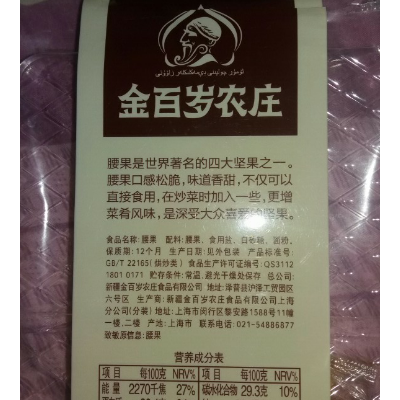 金百岁农庄
腰果是世界著名的四大坚果之一。
腰果口感松脆，味道香甜，不仅可以
直接食用，在炒菜时加入一些，更增
添菜肴风味，是深受大众喜爱的坚果。
食品名称：腰果 配料：腰果、食用盐、白砂糖、
保质期：12个月 生产日期：见外包装 产品标准号：
GB/T 22165（烘炒类） 食品生产许可证编号：QS3112
1801 0171 贮存条件：常温，避光干燥处保存 总公司：
新疆金百岁农庄食品有限公司 地址：泽普县沪泽工贸园区
六号区 生产商：新疆金百岁农庄食品有限公司上海
分公司（分装） 地址：上海市闵行区黎安路1588号11幢
一楼、二楼 产地：上海市 联系电话：021-54886877
致敏原信息：腰果
营养成分表
项目 每100克 NRV% 项目 每100克 NRV%
能量 2270千焦 27% 碳水化合物 29.3克 10%